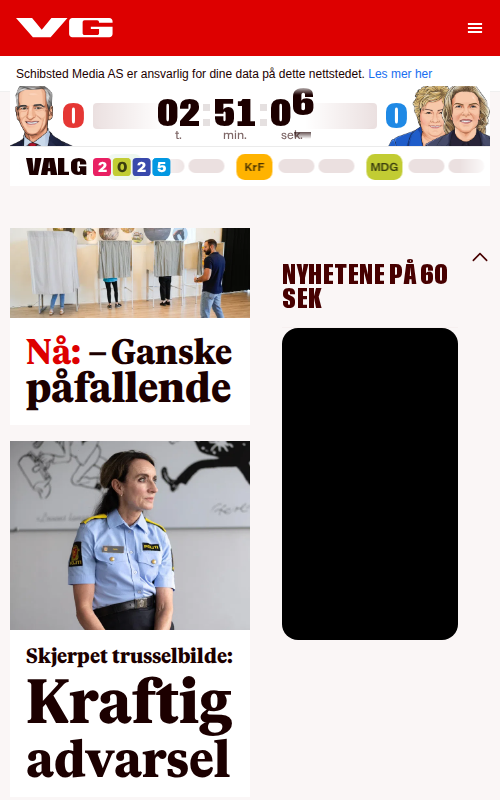 VG
Schibsted Media AS er ansvarlig for dine data på dette nettstedet. Les mer her
0 02:51:06 0
t. min. sek.
VALG 2025 KrF MDG
Nå: – Ganske
påfallende
NYHETENE PÅ 60
SEK
POLITI
Skjerpet trusselbilde:
Kraftig
advarsel